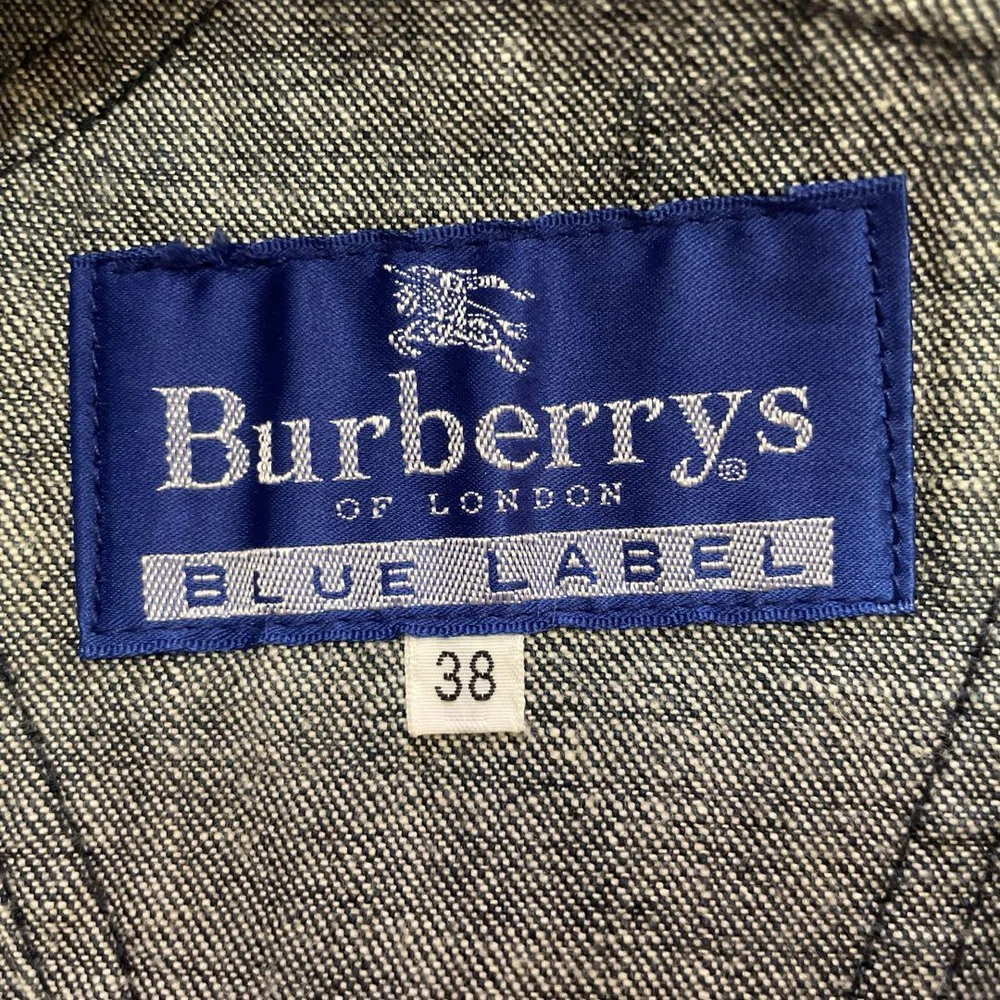 Burberrys®
OF LONDON
BLUE LABEL
38